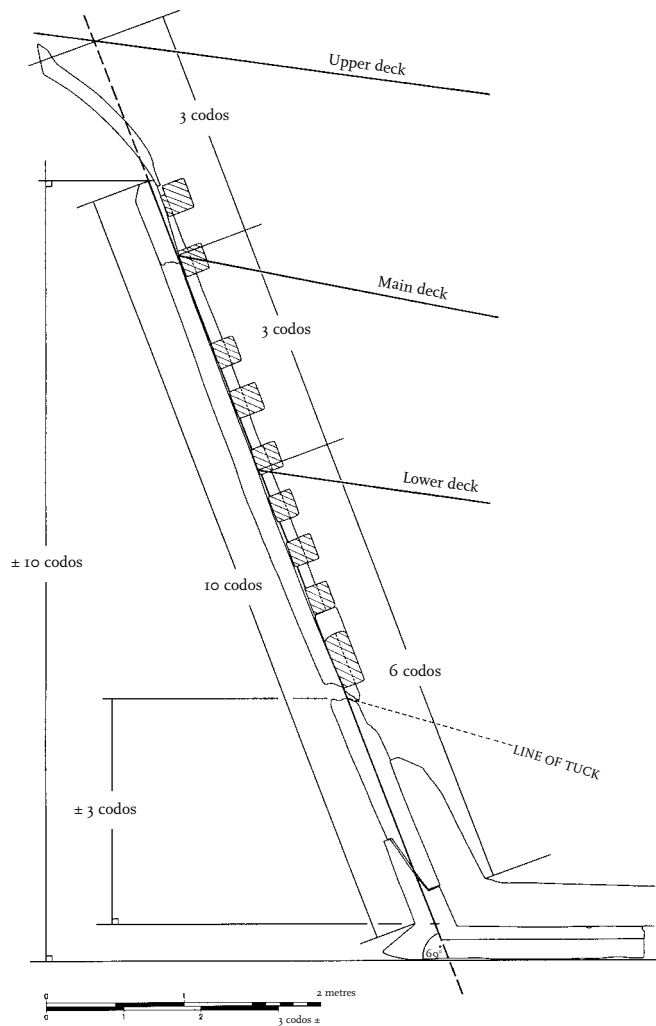 Upper deck
3 codos
Main deck
3 codos
Lower deck
± 10 codos
10 codos
6 codos
LINE OF TUCK
± 3 codos
69°
2 metres
0 1
0 1 2
3 codos ±